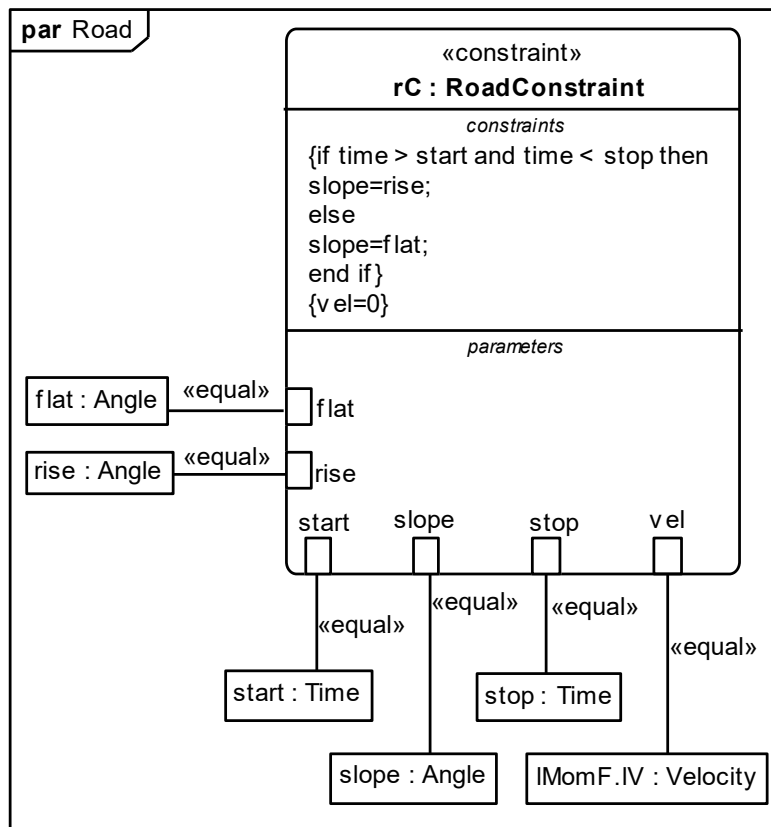 par Road
«constraint»
rC : RoadConstraint
constraints
{if time > start and time < stop then
slope=rise;
else
slope=flat;
end if}
{vel=0}
parameters
flat : Angle
«equal»
flat
rise : Angle
«equal»
rise
start
slope
stop
vel
«equal»
«equal»
«equal»
«equal»
start : Time
stop : Time
slope : Angle
lMomF.lV : Velocity